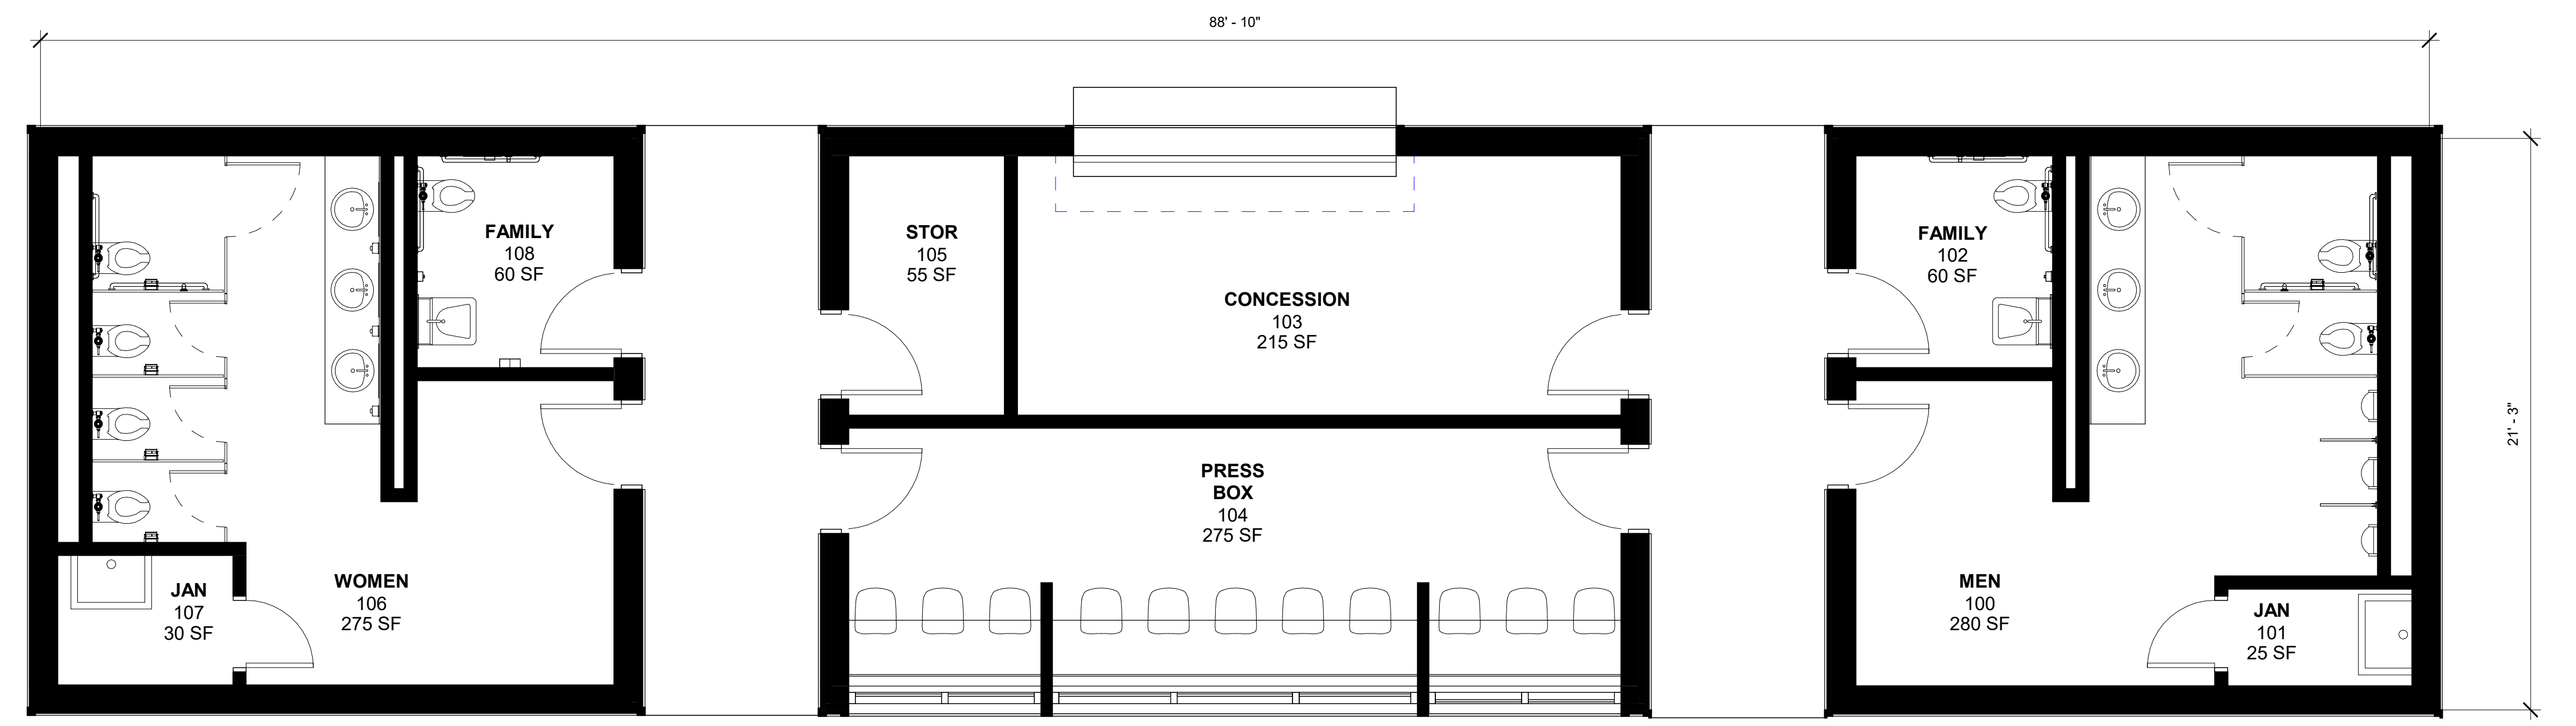 88' - 10"
FAMILY
108
60 SF
STOR
105
55 SF
CONCESSION
103
215 SF
FAMILY
102
60 SF
21' - 3"
PRESS
BOX
104
275 SF
JAN
107
30 SF
WOMEN
106
275 SF
MEN
100
280 SF
JAN
101
25 SF